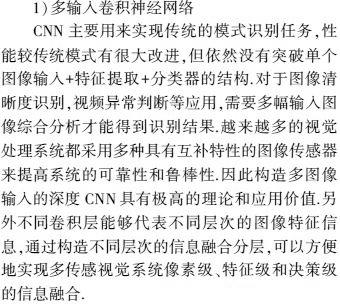 1)多输入卷积神经网络
CNN 主要用来实现传统的模式识别任务,性
能较传统模式有很大改进,但依然没有突破单个
图像输入+特征提取+分类器的结构.对于图像清
晰度识别,视频异常判断等应用,需要多幅输入图
像综合分析才能得到识别结果.越来越多的视觉
处理系统都采用多种具有互补特性的图像传感器
来提高系统的可靠性和鲁棒性.因此构造多图像
输入的深度 CNN 具有极高的理论和应用价值.另
外不同卷积层能够代表不同层次的图像特征信
息,通过构造不同层次的信息融合分层,可以方便
地实现多传感视觉系统像素级、特征级和决策级
的信息融合.